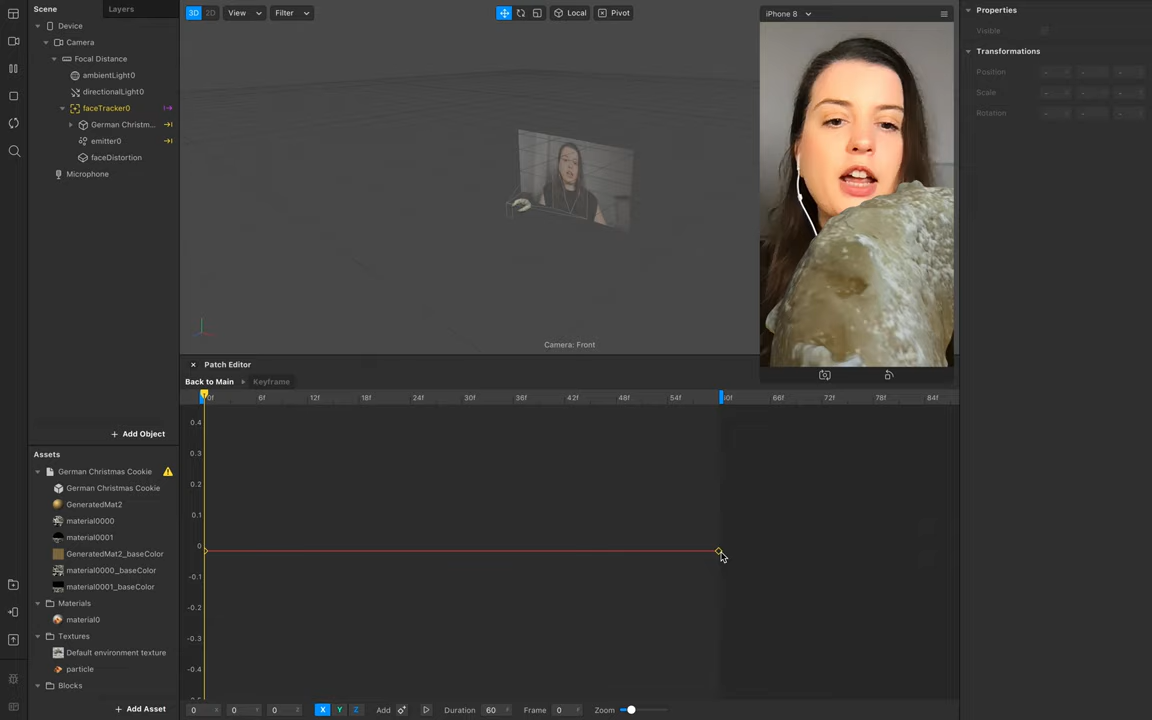 Scene
Layers
Device
Camera
Focal Distance
ambientLight0
directionalLight0
faceTracker0
German Christm...
emitter0
faceDistortion
Microphone
Add Object
Assets
German Christmas Cookie
German Christmas Cookie
GeneratedMat2
material0000
material0001
GeneratedMat2_baseColor
material0000_baseColor
material0001_baseColor
Materials
material0
Textures
Default environment texture
particle
Blocks
Add Asset
3D 2D View Filter Local Pivot
Camera: Front
iPhone 8
Patch Editor
Back to Main Keyframe
0f 6f 12f 18f 24f 30f 36f 42f 48f 54f 60f 66f 72f 78f 84f
0.4
0.3
0.2
0.1
0
-0.1
-0.2
-0.3
-0.4
0 0 0 X Y Z Add Duration 60 Frame 0 Zoom
Properties
Visible
Transformations
Position - - -
Scale - - -
Rotation - - -